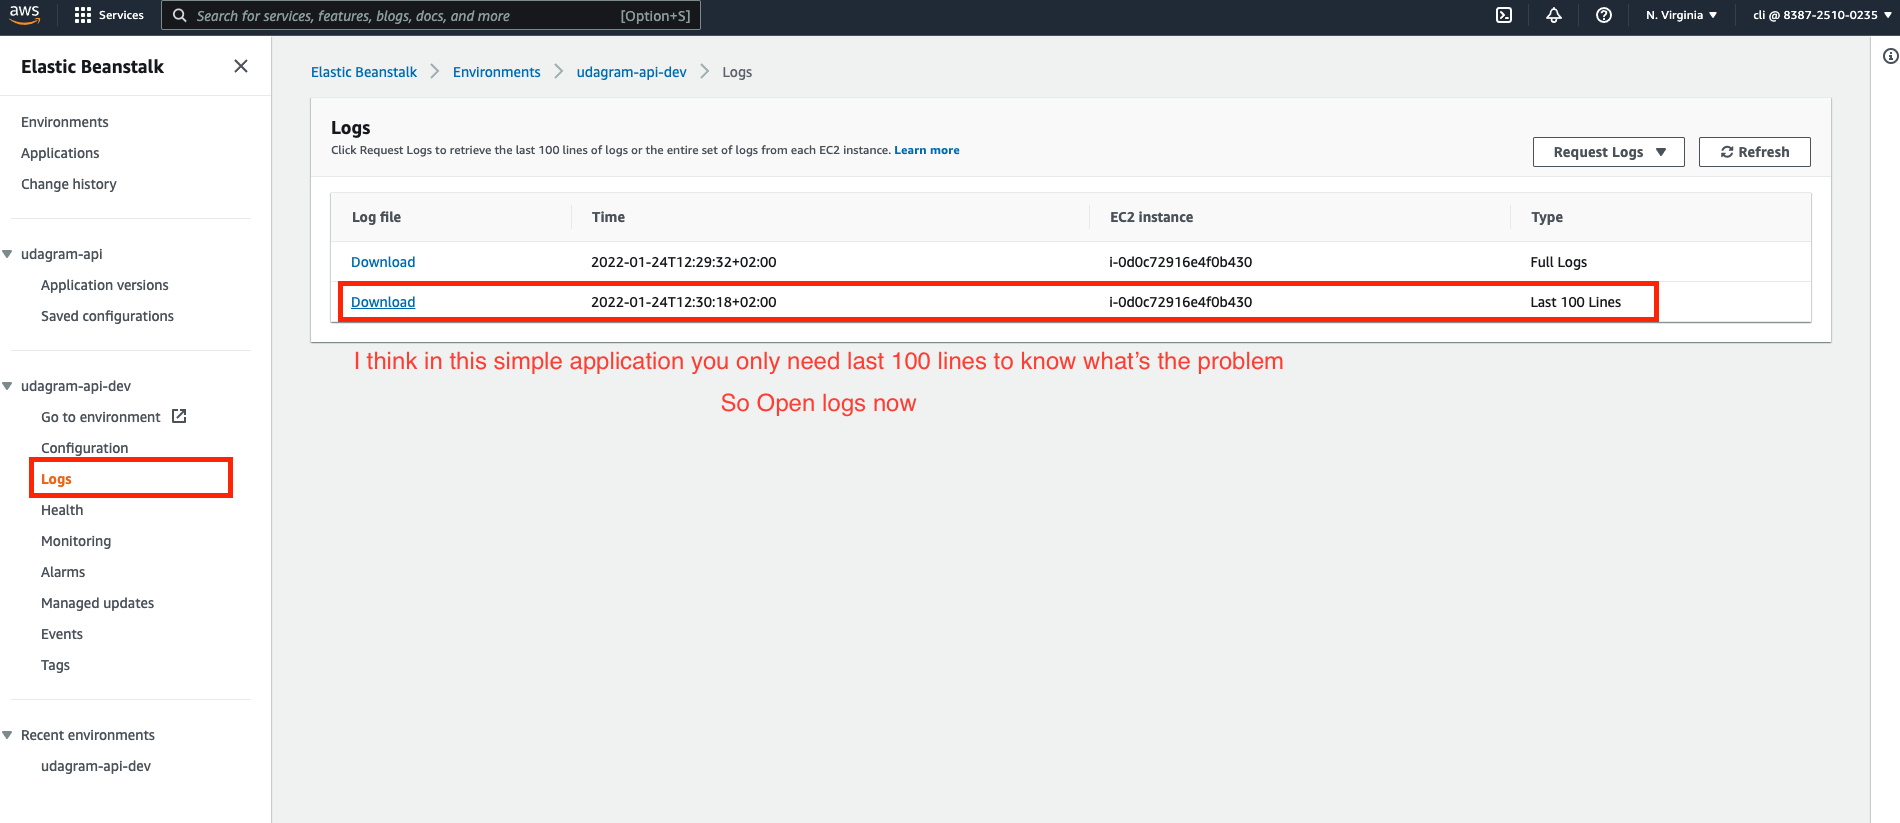 aws Services Search for services, features, blogs, docs, and more [Option+S] N. Virginia cli @ 8387-2510-0235
Elastic Beanstalk
Environments
Applications
Change history
udagram-api
Application versions
Saved configurations
udagram-api-dev
Go to environment
Configuration
Logs
Health
Monitoring
Alarms
Managed updates
Events
Tags
Recent environments
udagram-api-dev
Elastic Beanstalk Environments udagram-api-dev Logs
Logs
Click Request Logs to retrieve the last 100 lines of logs or the entire set of logs from each EC2 instance. Learn more
Request Logs Refresh
Log file Time EC2 instance Type
Download 2022-01-24T12:29:32+02:00 i-0d0c72916e4f0b430 Full Logs
Download 2022-01-24T12:30:18+02:00 i-0d0c72916e4f0b430 Last 100 Lines
I think in this simple application you only need last 100 lines to know what’s the problem
So Open logs now